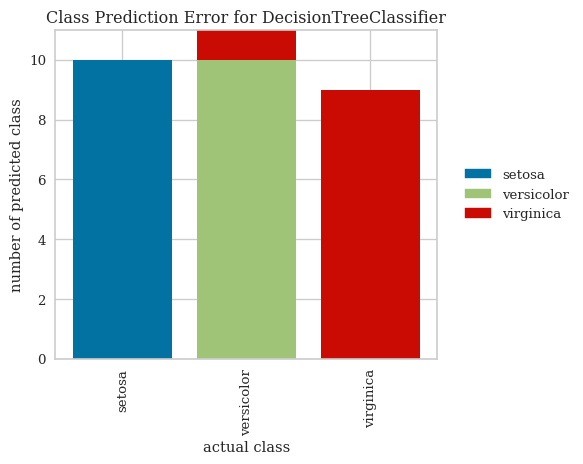 Class Prediction Error for DecisionTreeClassifier
number of predicted class
10
8
6
4
2
0
setosa
versicolor
virginica
actual class
setosa
versicolor
virginica